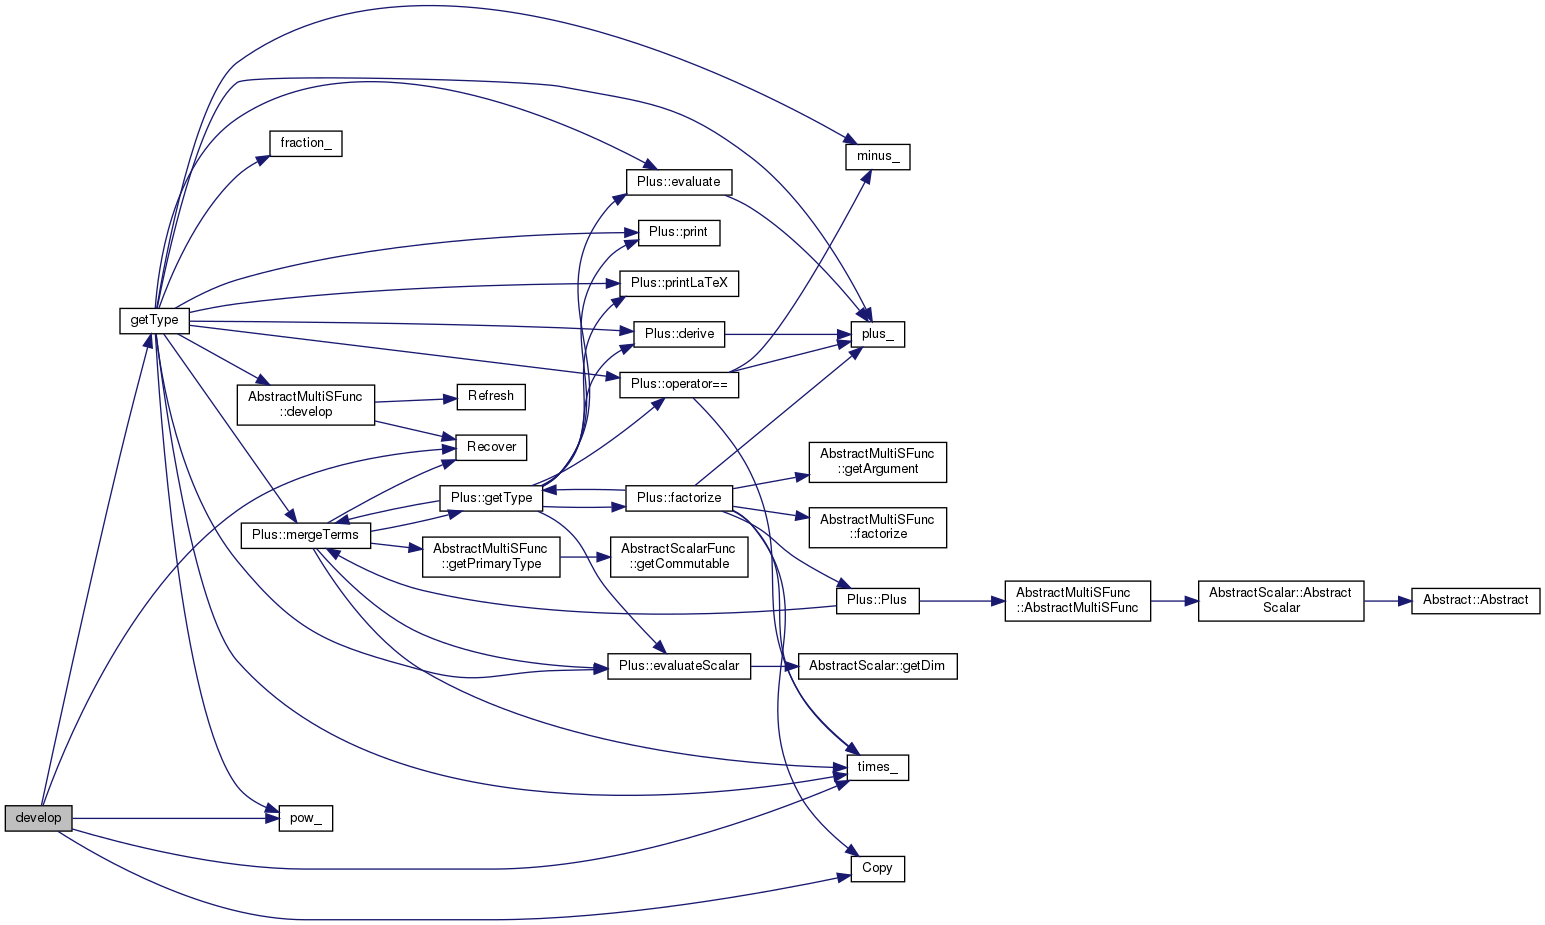 minus_
fraction_
Plus::evaluate
Plus::print
Plus::printLaTeX
getType
Plus::derive
plus_
Plus::operator==
AbstractMultiSFunc
::develop
Refresh
Recover
AbstractMultiSFunc
::getArgument
Plus::getType
Plus::factorize
AbstractMultiSFunc
::factorize
Plus::mergeTerms
AbstractMultiSFunc
::getPrimaryType
AbstractScalarFunc
::getCommutable
Plus::Plus
AbstractMultiSFunc
::AbstractMultiSFunc
AbstractScalar::Abstract
Scalar
Abstract::Abstract
Plus::evaluateScalar
AbstractScalar::getDim
times_
develop
pow_
Copy